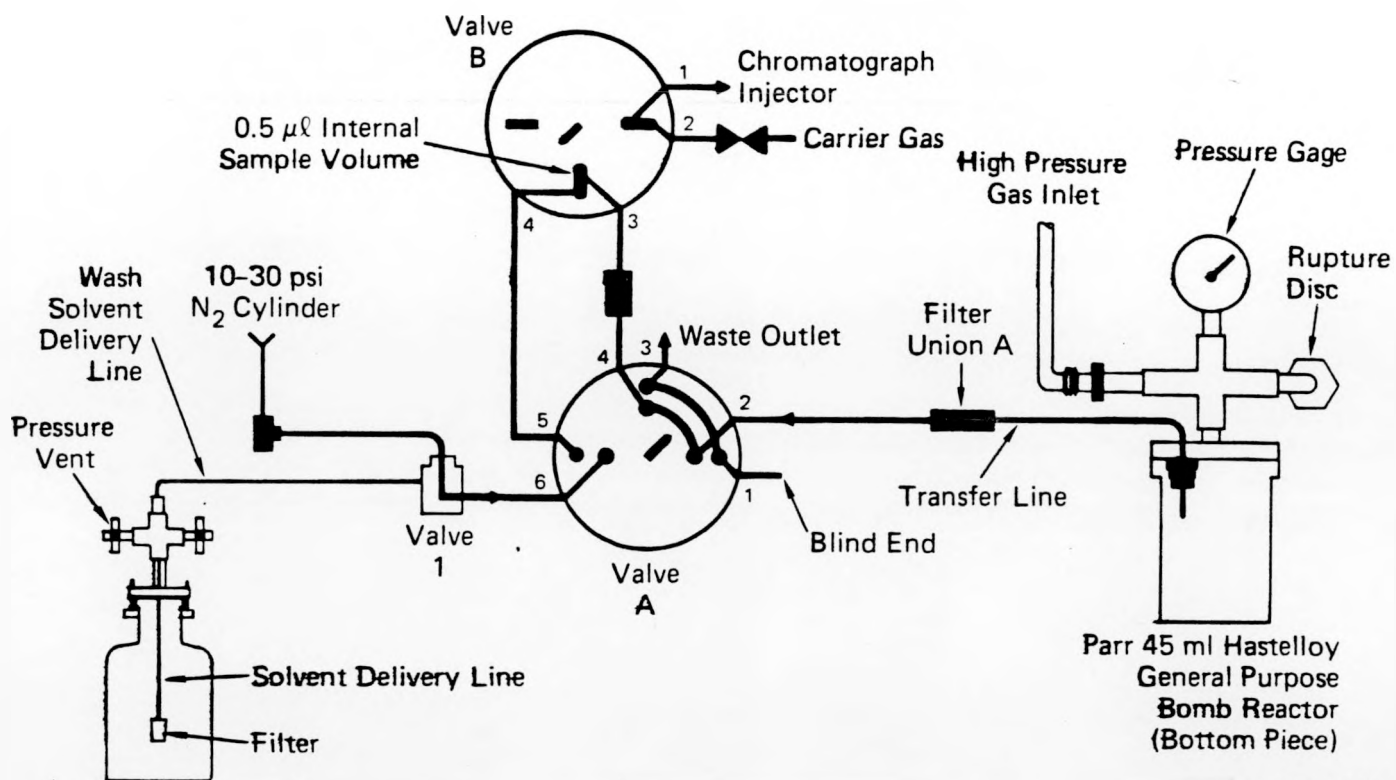 Valve
B
1
Chromatograph
Injector
2
Carrier Gas
0.5 µℓ Internal
Sample Volume
4
3
High Pressure
Gas Inlet
Pressure Gage
Rupture
Disc
Wash
Solvent
Delivery
Line
10-30 psi
N₂ Cylinder
Waste Outlet
Filter
Union A
4
3
2
5
6
1
Pressure
Vent
Valve
1
Transfer Line
Blind End
Valve
A
Solvent Delivery Line
Filter
Parr 45 ml Hastelloy
General Purpose
Bomb Reactor
(Bottom Piece)